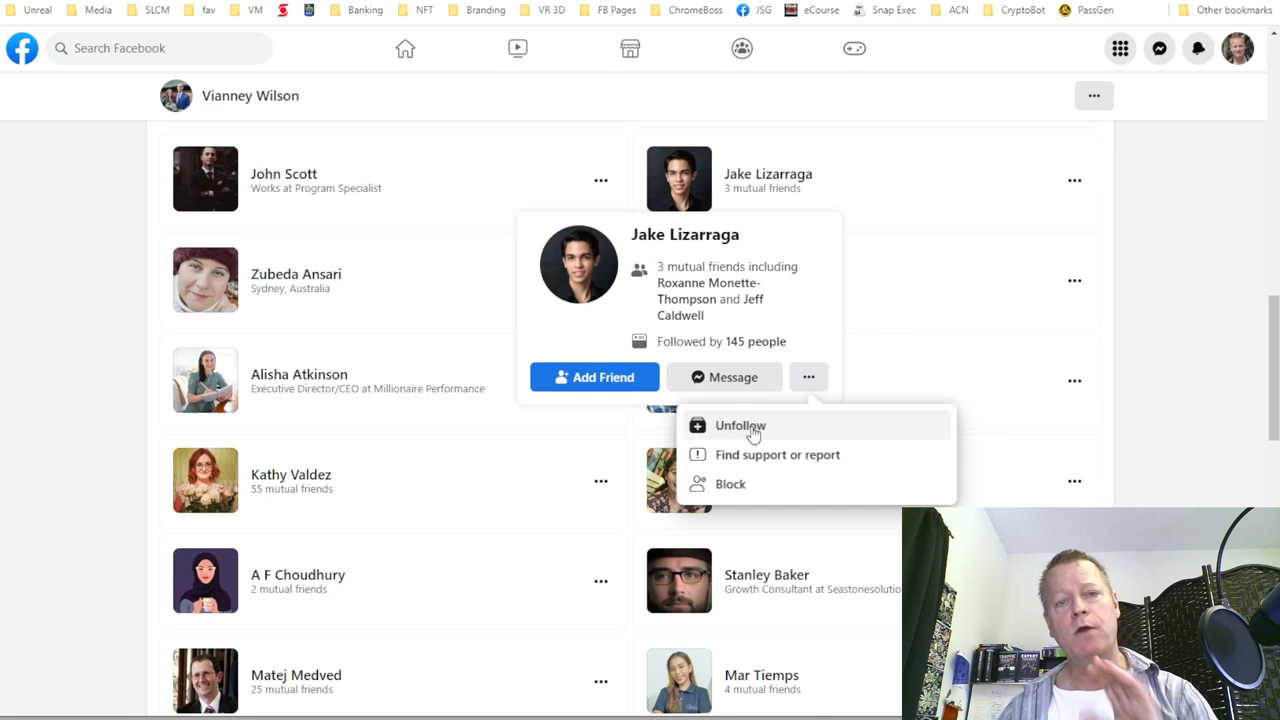 Unreal
Media
SLCM
fav
VM
Banking
NFT
Branding
VR 3D
FB Pages
ChromeBoss
JSG
eCourse
Snap Exec
ACN
CryptoBot
PassGen
Other bookmarks
Search Facebook
Vianney Wilson
John Scott
Works at Program Specialist
Jake Lizarraga
3 mutual friends
Jake Lizarraga
3 mutual friends including
Roxanne Monette-
Thompson and Jeff
Caldwell
Followed by 145 people
Add Friend
Message
Unfollow
Find support or report
Block
Zubeda Ansari
Sydney, Australia
Alisha Atkinson
Executive Director/CEO at Millionaire Performance
Kathy Valdez
55 mutual friends
A F Choudhury
2 mutual friends
Stanley Baker
Growth Consultant at Seastonesolutio
Matej Medved
25 mutual friends
Mar Tiemps
4 mutual friends
TRAFFIC
EXPERT